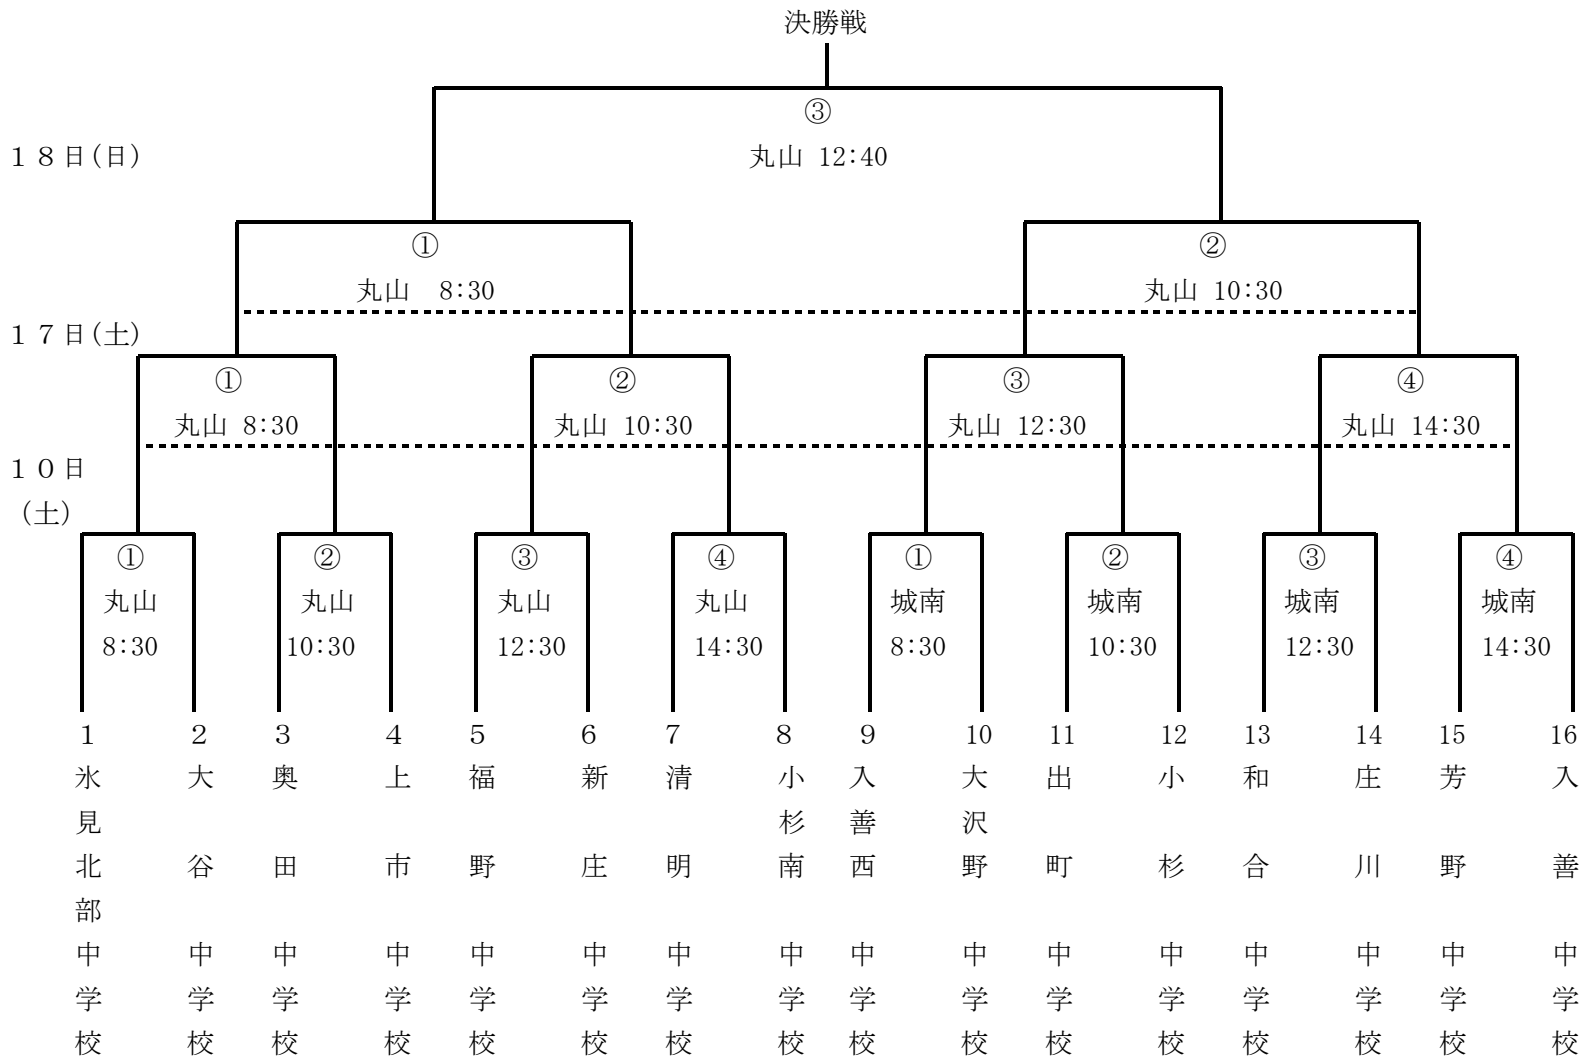 決勝戦
③
18日(日)
丸山 12:40
① ②
丸山 8:30 丸山 10:30
17日(土)
① ② ③ ④
丸山 8:30 丸山 10:30 丸山 12:30 丸山 14:30
10日
(土)
① ② ③ ④ ① ② ③ ④
丸山 丸山 丸山 丸山 城南 城南 城南 城南
8:30 10:30 12:30 14:30 8:30 10:30 12:30 14:30
1 2 3 4 5 6 7 8 9 10 11 12 13 14 15 16
氷見北部中学校
大谷中学校
奥田中学校
上市中学校
福野中学校
新庄中学校
清明中学校
小杉南中学校
入善西中学校
大沢野中学校
出町中学校
小杉中学校
和合中学校
庄川中学校
芳野中学校
入善中学校